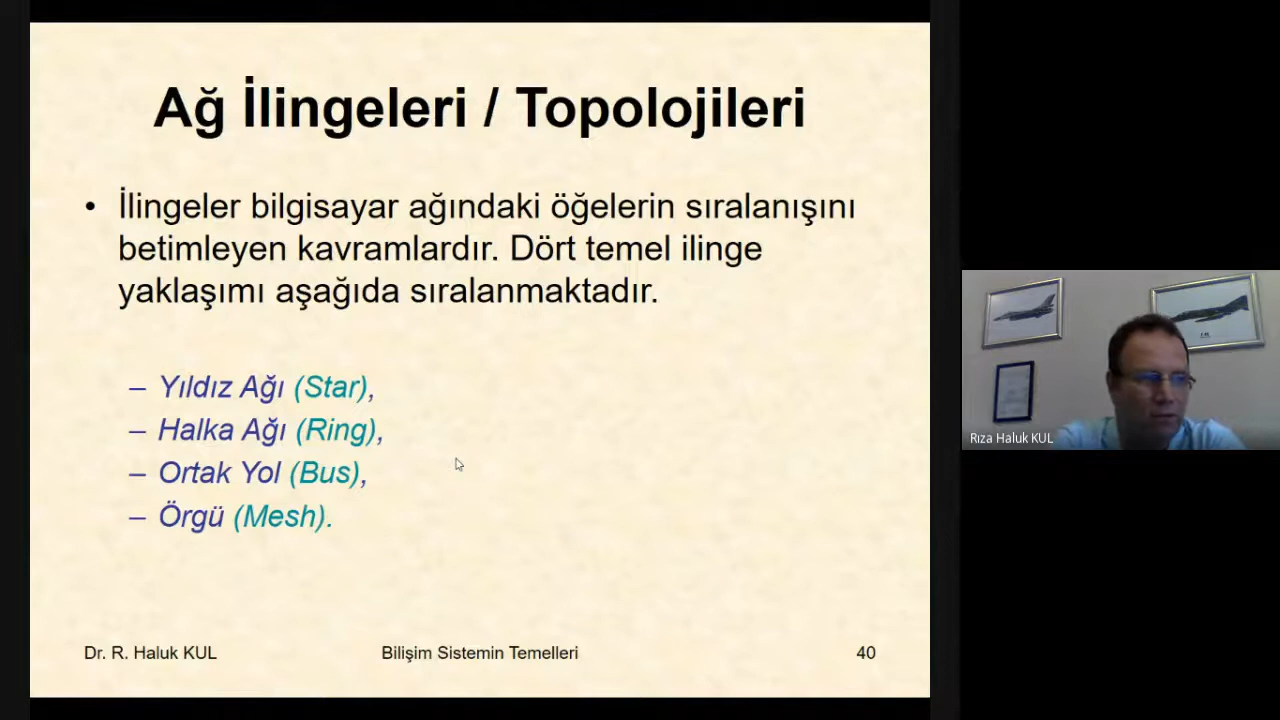 Ağ İlingeleri / Topolojileri
• İlingeler bilgisayar ağındaki öğelerin sıralanışını
betimleyen kavramlardır. Dört temel ilinge
yaklaşımı aşağıda sıralanmaktadır.
– Yıldız Ağı (Star),
– Halka Ağı (Ring),
– Ortak Yol (Bus),
– Örgü (Mesh).
Dr. R. Haluk KUL
Bilişim Sistemin Temelleri
40
Rıza Haluk KUL